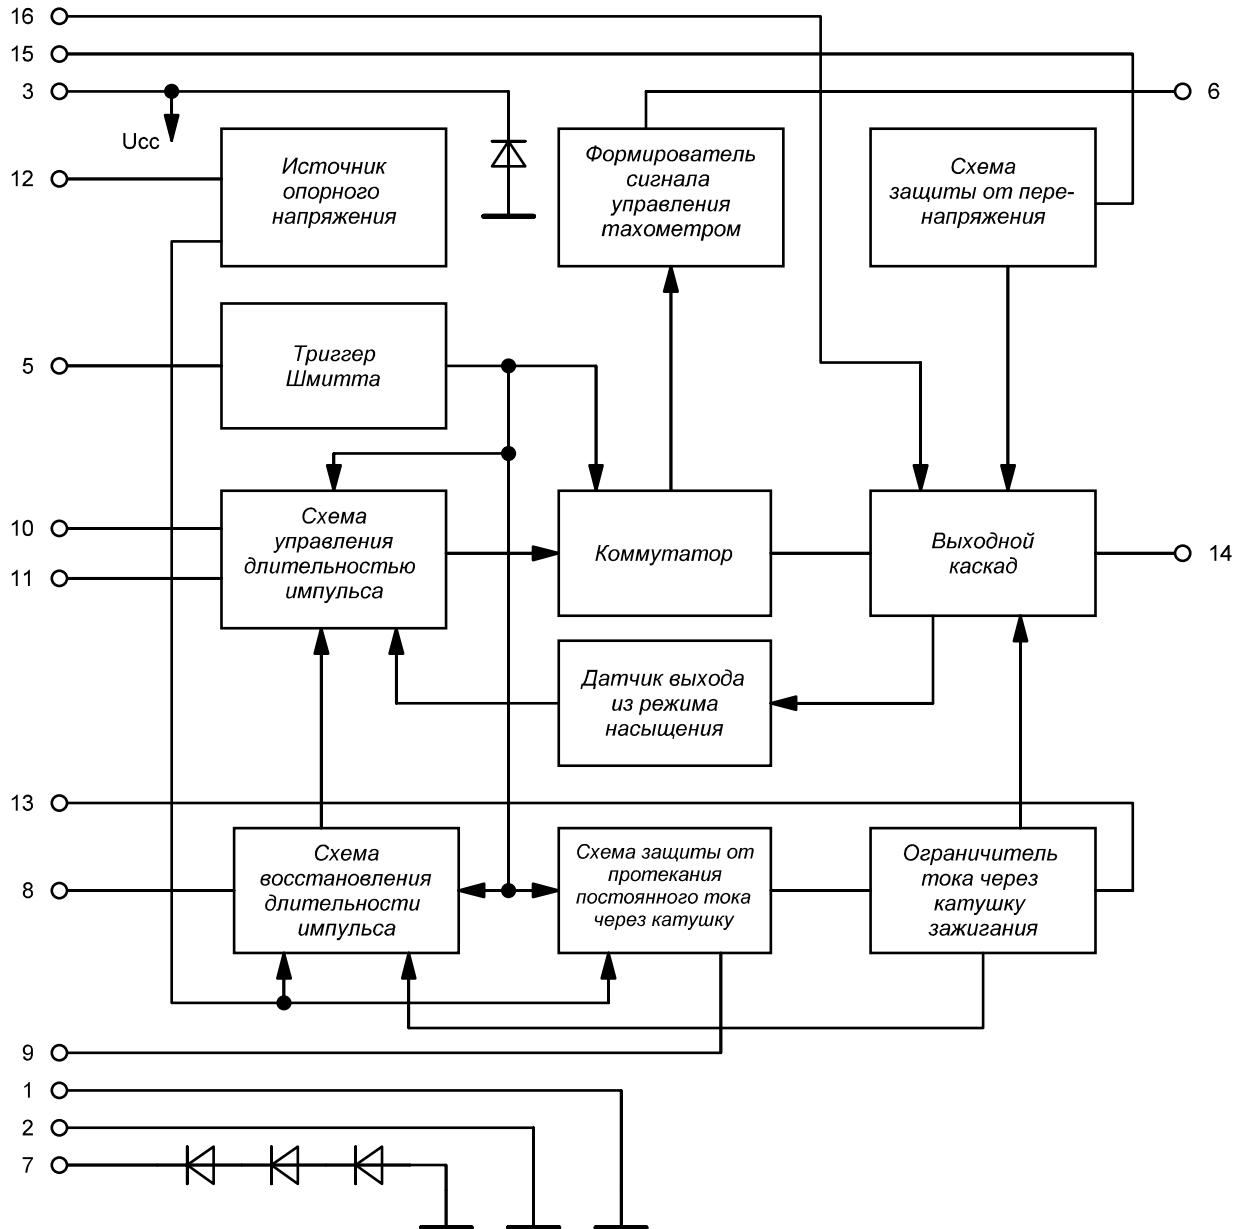 16
15
3
6
Ucc
12
Источник
опорного
напряжения
Формирователь
сигнала
управления
тахометром
Схема
защиты от пере-
напряжения
5
Триггер
Шмитта
10
11
Схема
управления
длительностью
импульса
Коммутатор
Выходной
каскад
14
Датчик выхода
из режима
насыщения
13
8
Схема
восстановления
длительности
импульса
Схема защиты от
протекания
постоянного тока
через катушку
Ограничитель
тока через
катушку
зажигания
9
1
2
7